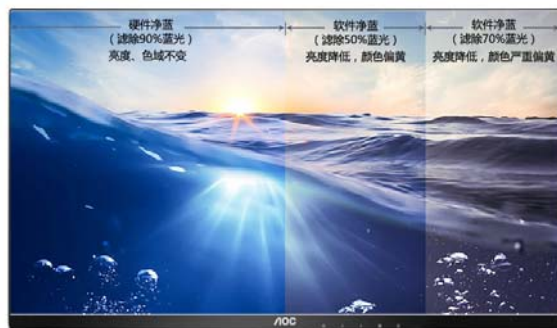 硬件净蓝
（滤除90%蓝光）
亮度、色域不变
软件净蓝
（滤除50%蓝光）
亮度降低，颜色偏黄
软件净蓝
（滤除70%蓝光）
亮度降低，颜色严重偏黄
AOC